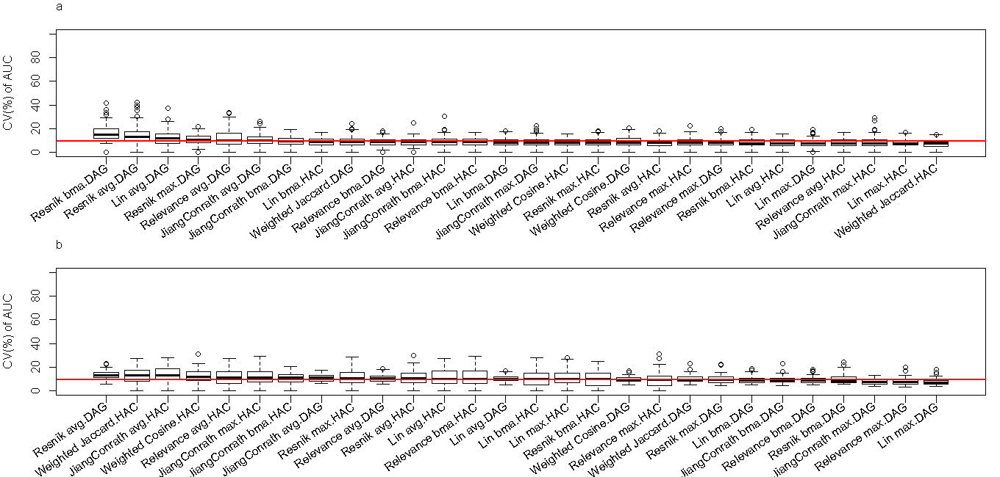 a
CV(%) of AUC
80
60
40
20
0
Resnik bma.DAG
Resnik avg.DAG
Lin avg.DAG
Resnik max.DAG
Relevance avg.DAG
JiangConrath avg.DAG
JiangConrath bma.DAG
Lin bma.HAC
Weighted Jaccard.DAG
Relevance bma.DAG
JiangConrath avg.HAC
JiangConrath bma.HAC
Relevance bma.HAC
Lin bma.DAG
JiangConrath max.DAG
Weighted Cosine.HAC
Resnik max.HAC
Weighted Cosine.DAG
Resnik avg.HAC
Relevance max.HAC
Relevance max.DAG
Resnik bma.HAC
Lin avg.HAC
Lin max.DAG
Relevance avg.HAC
JiangConrath max.HAC
Lin max.HAC
Weighted Jaccard.HAC
b
CV(%) of AUC
80
60
40
20
0
Resnik avg.DAG
Weighted Jaccard.HAC
JiangConrath avg.HAC
Weighted Cosine.HAC
Relevance avg.HAC
JiangConrath max.HAC
JiangConrath bma.HAC
JiangConrath avg.DAG
Resnik max.HAC
Relevance avg.DAG
Resnik avg.HAC
Lin avg.HAC
Relevance bma.HAC
Lin avg.DAG
Lin bma.HAC
Lin max.HAC
Resnik bma.HAC
Weighted Cosine.DAG
Relevance max.HAC
Weighted Jaccard.DAG
Resnik max.DAG
Lin bma.DAG
JiangConrath bma.DAG
Relevance bma.DAG
Resnik bma.DAG
JiangConrath max.DAG
Relevance max.DAG
Lin max.DAG